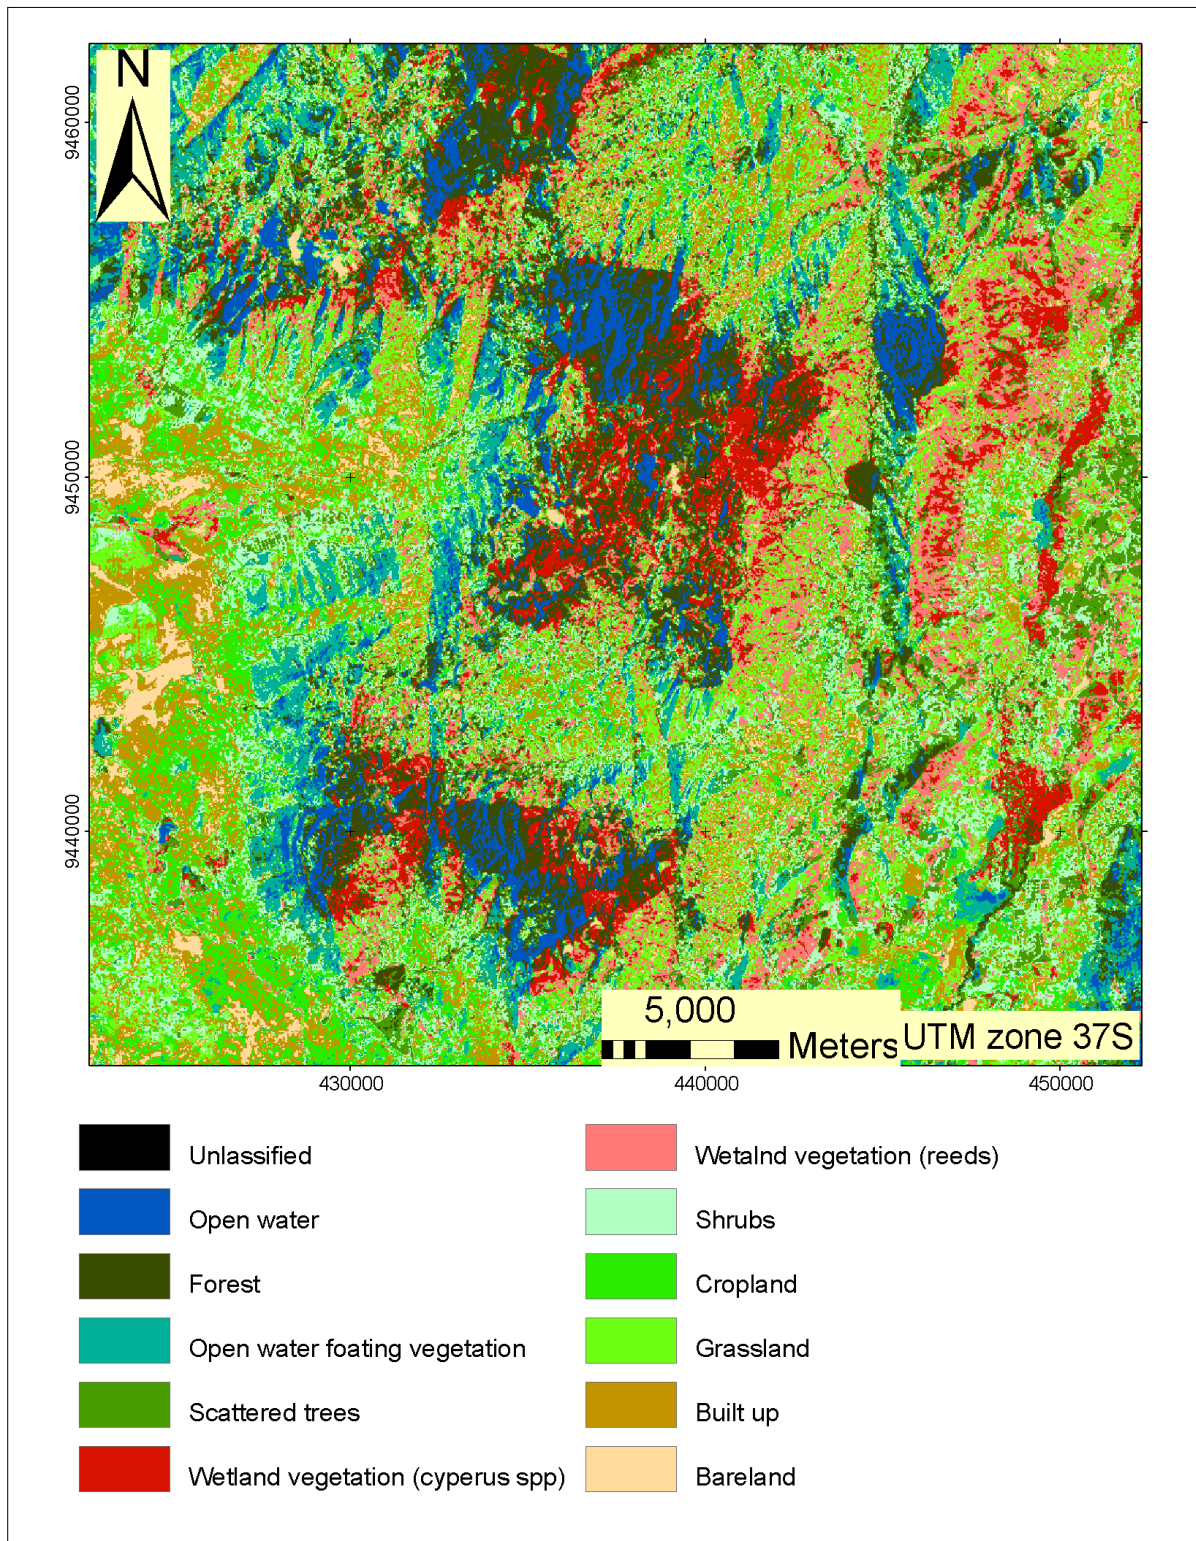 N
9460000
9450000
9440000
5,000
Meters
UTM zone 37S
430000
440000
450000
Unlassified
Open water
Forest
Open water foating vegetation
Scattered trees
Wetland vegetation (cyperus spp)
Wetalnd vegetation (reeds)
Shrubs
Cropland
Grassland
Built up
Bareland